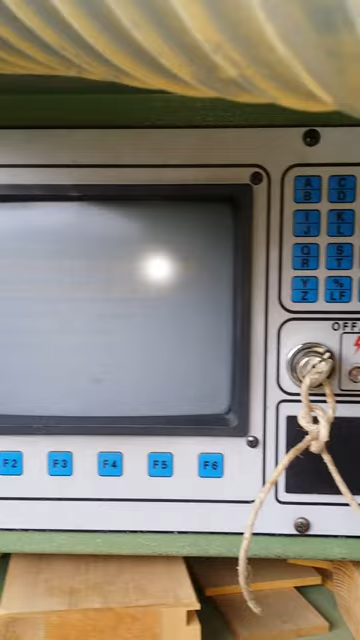 A B C D
I J K L
Q R S T
Y Z % LF
OFF
F2 F3 F4 F5 F6